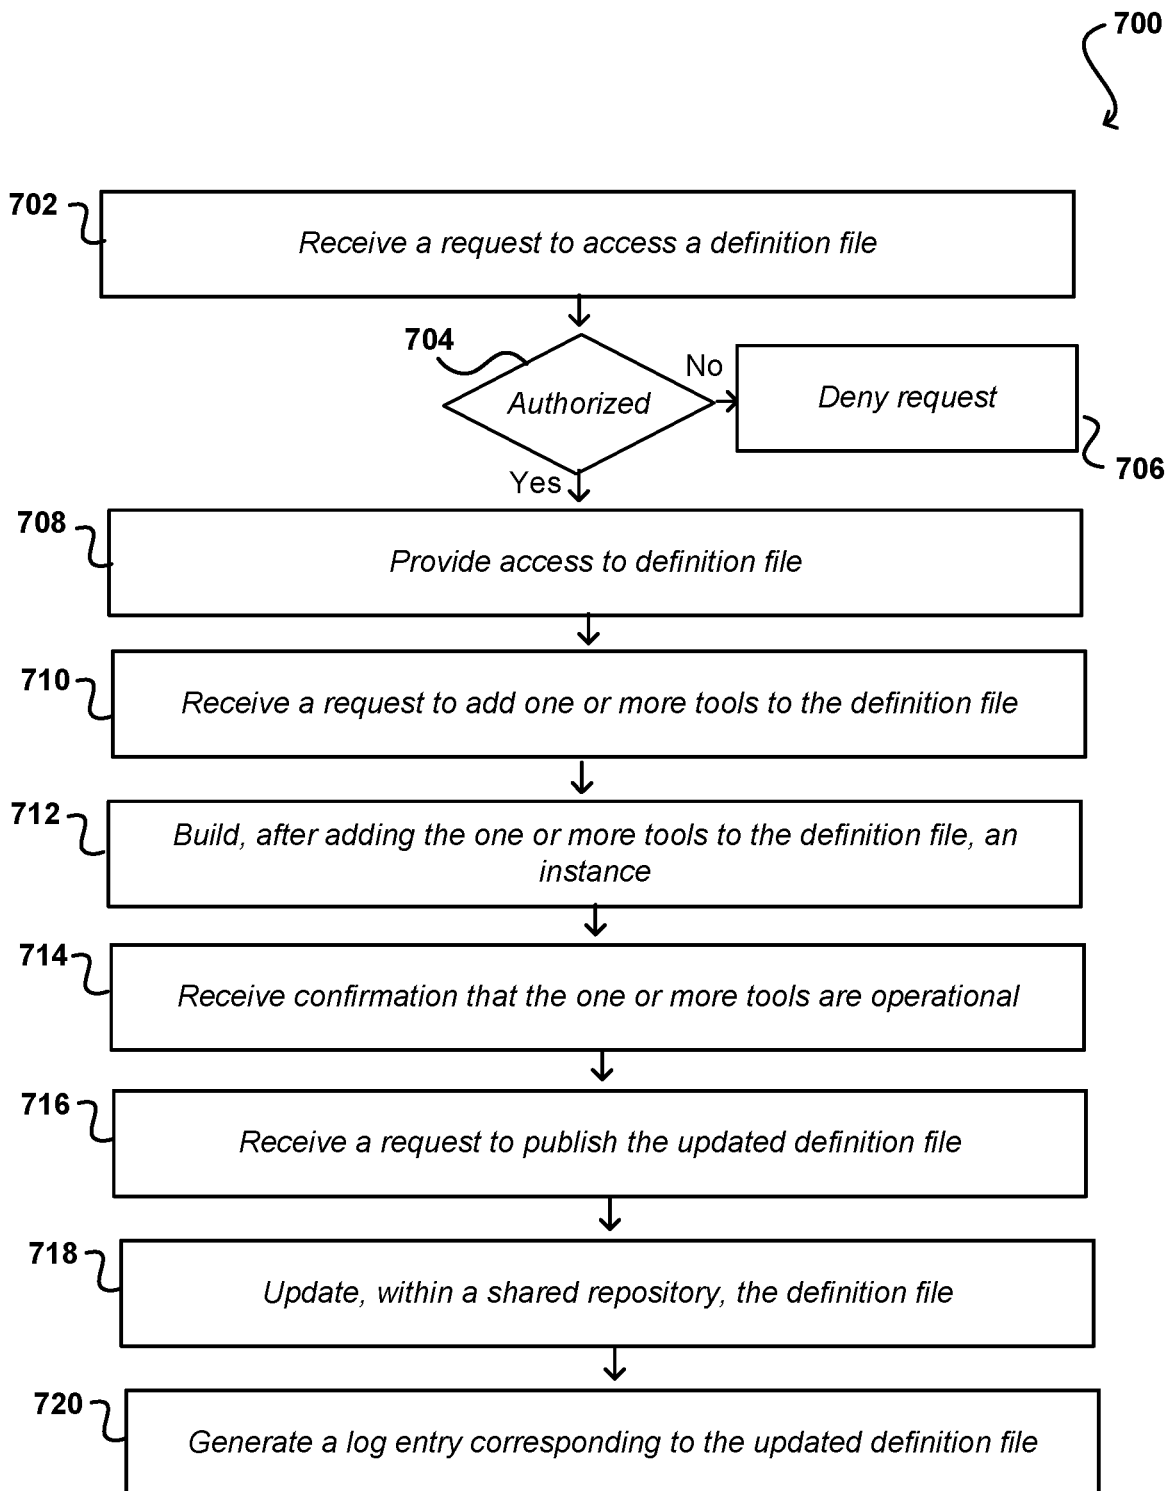 700
702
Receive a request to access a definition file
704
No
Authorized
Deny request
706
Yes
708
Provide access to definition file
710
Receive a request to add one or more tools to the definition file
712
Build, after adding the one or more tools to the definition file, an
instance
714
Receive confirmation that the one or more tools are operational
716
Receive a request to publish the updated definition file
718
Update, within a shared repository, the definition file
720
Generate a log entry corresponding to the updated definition file